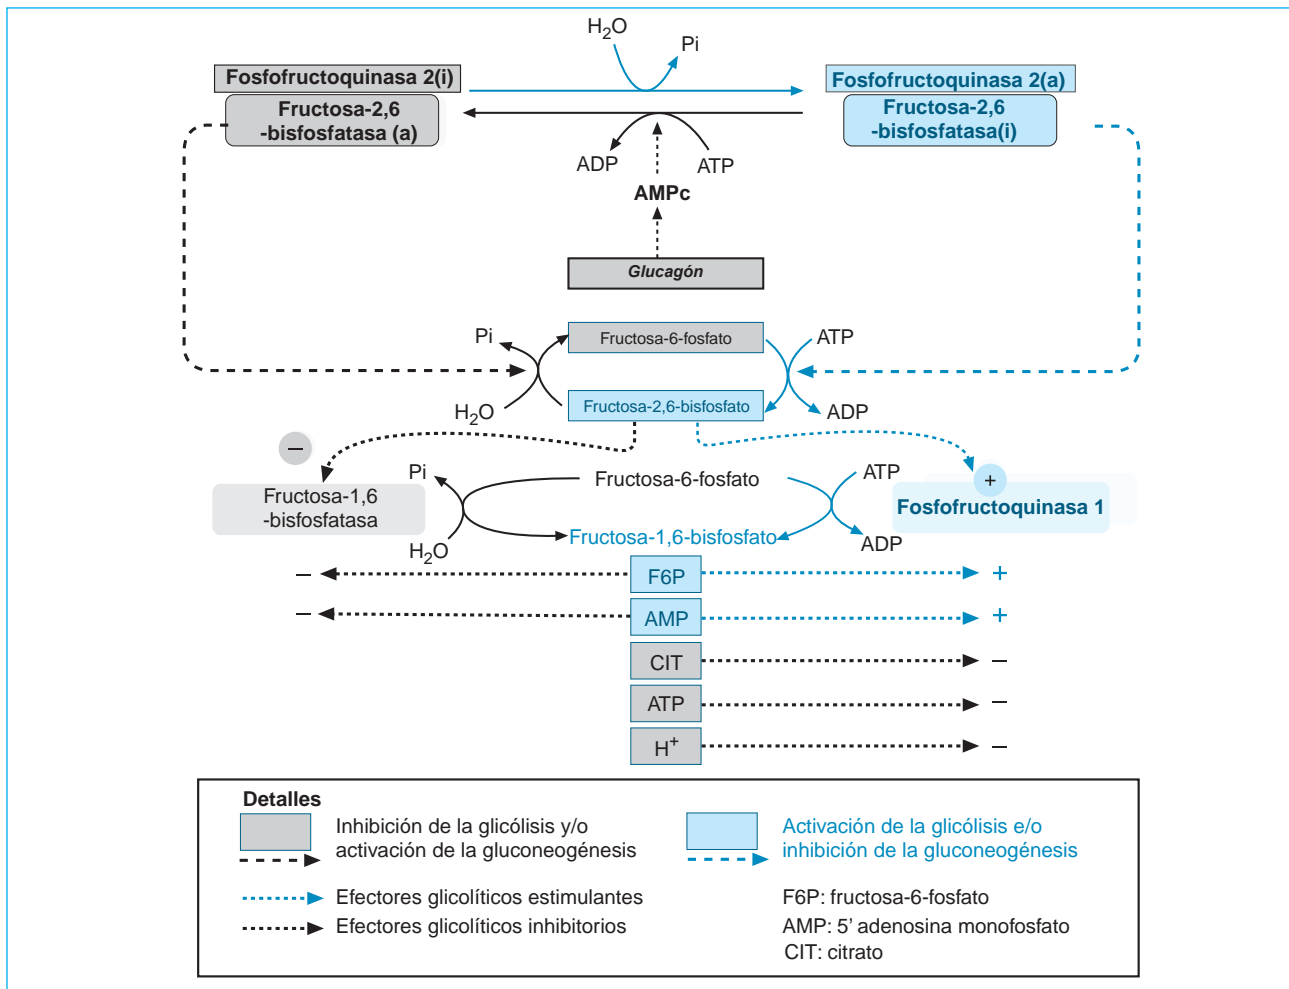 H2O
Pi
Fosfofructoquinasa 2(i)
Fructosa-2,6
-bisfosfatasa (a)
Fosfofructoquinasa 2(a)
Fructosa-2,6
-bisfosfatasa(i)
ADP
ATP
AMPc
Glucagón
Pi
Fructosa-6-fosfato
ATP
H2O
Fructosa-2,6-bisfosfato
ADP
–
+
Fructosa-1,6
-bisfosfatasa
Pi
Fructosa-6-fosfato
ATP
Fosfofructoquinasa 1
H2O
Fructosa-1,6-bisfosfato
ADP
– F6P +
– AMP +
CIT –
ATP –
H+ –
Detalles
Inhibición de la glicólisis y/o
activación de la gluconeogénesis
Activación de la glicólisis e/o
inhibición de la gluconeogénesis
Efectores glicolíticos estimulantes
Efectores glicolíticos inhibitorios
F6P: fructosa-6-fosfato
AMP: 5' adenosina monofosfato
CIT: citrato